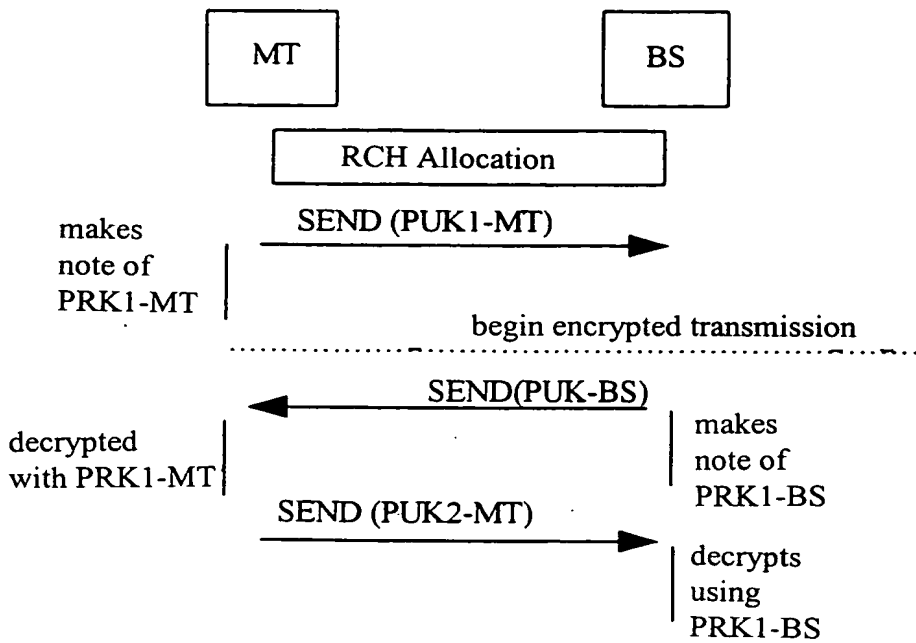 MT
BS
RCH Allocation
SEND (PUK1-MT)
makes
note of
PRK1-MT
begin encrypted transmission
SEND(PUK-BS)
decrypted
with PRK1-MT
makes
note of
PRK1-BS
SEND (PUK2-MT)
decrypts
using
PRK1-BS